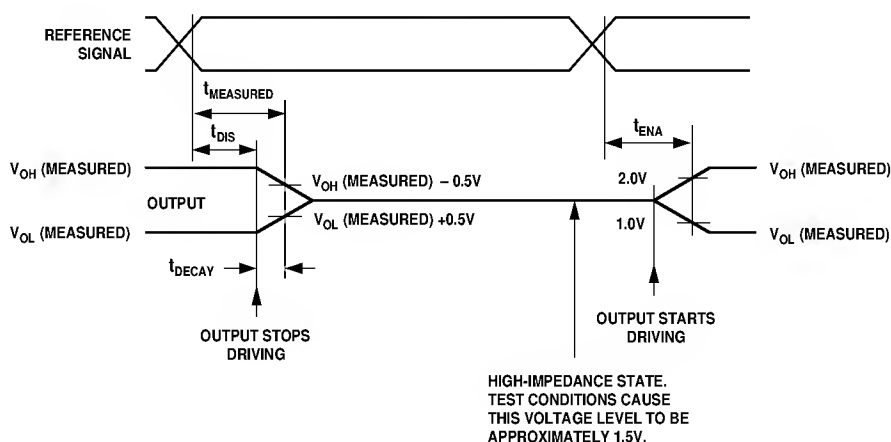 REFERENCE
SIGNAL
tMEASURED
tDIS
tENA
VOH (MEASURED)
VOH (MEASURED) – 0.5V
2.0V
VOH (MEASURED)
OUTPUT
VOL (MEASURED) +0.5V
1.0V
VOL (MEASURED)
VOL (MEASURED)
tDECAY
OUTPUT STOPS
DRIVING
OUTPUT STARTS
DRIVING
HIGH-IMPEDANCE STATE.
TEST CONDITIONS CAUSE
THIS VOLTAGE LEVEL TO BE
APPROXIMATELY 1.5V.